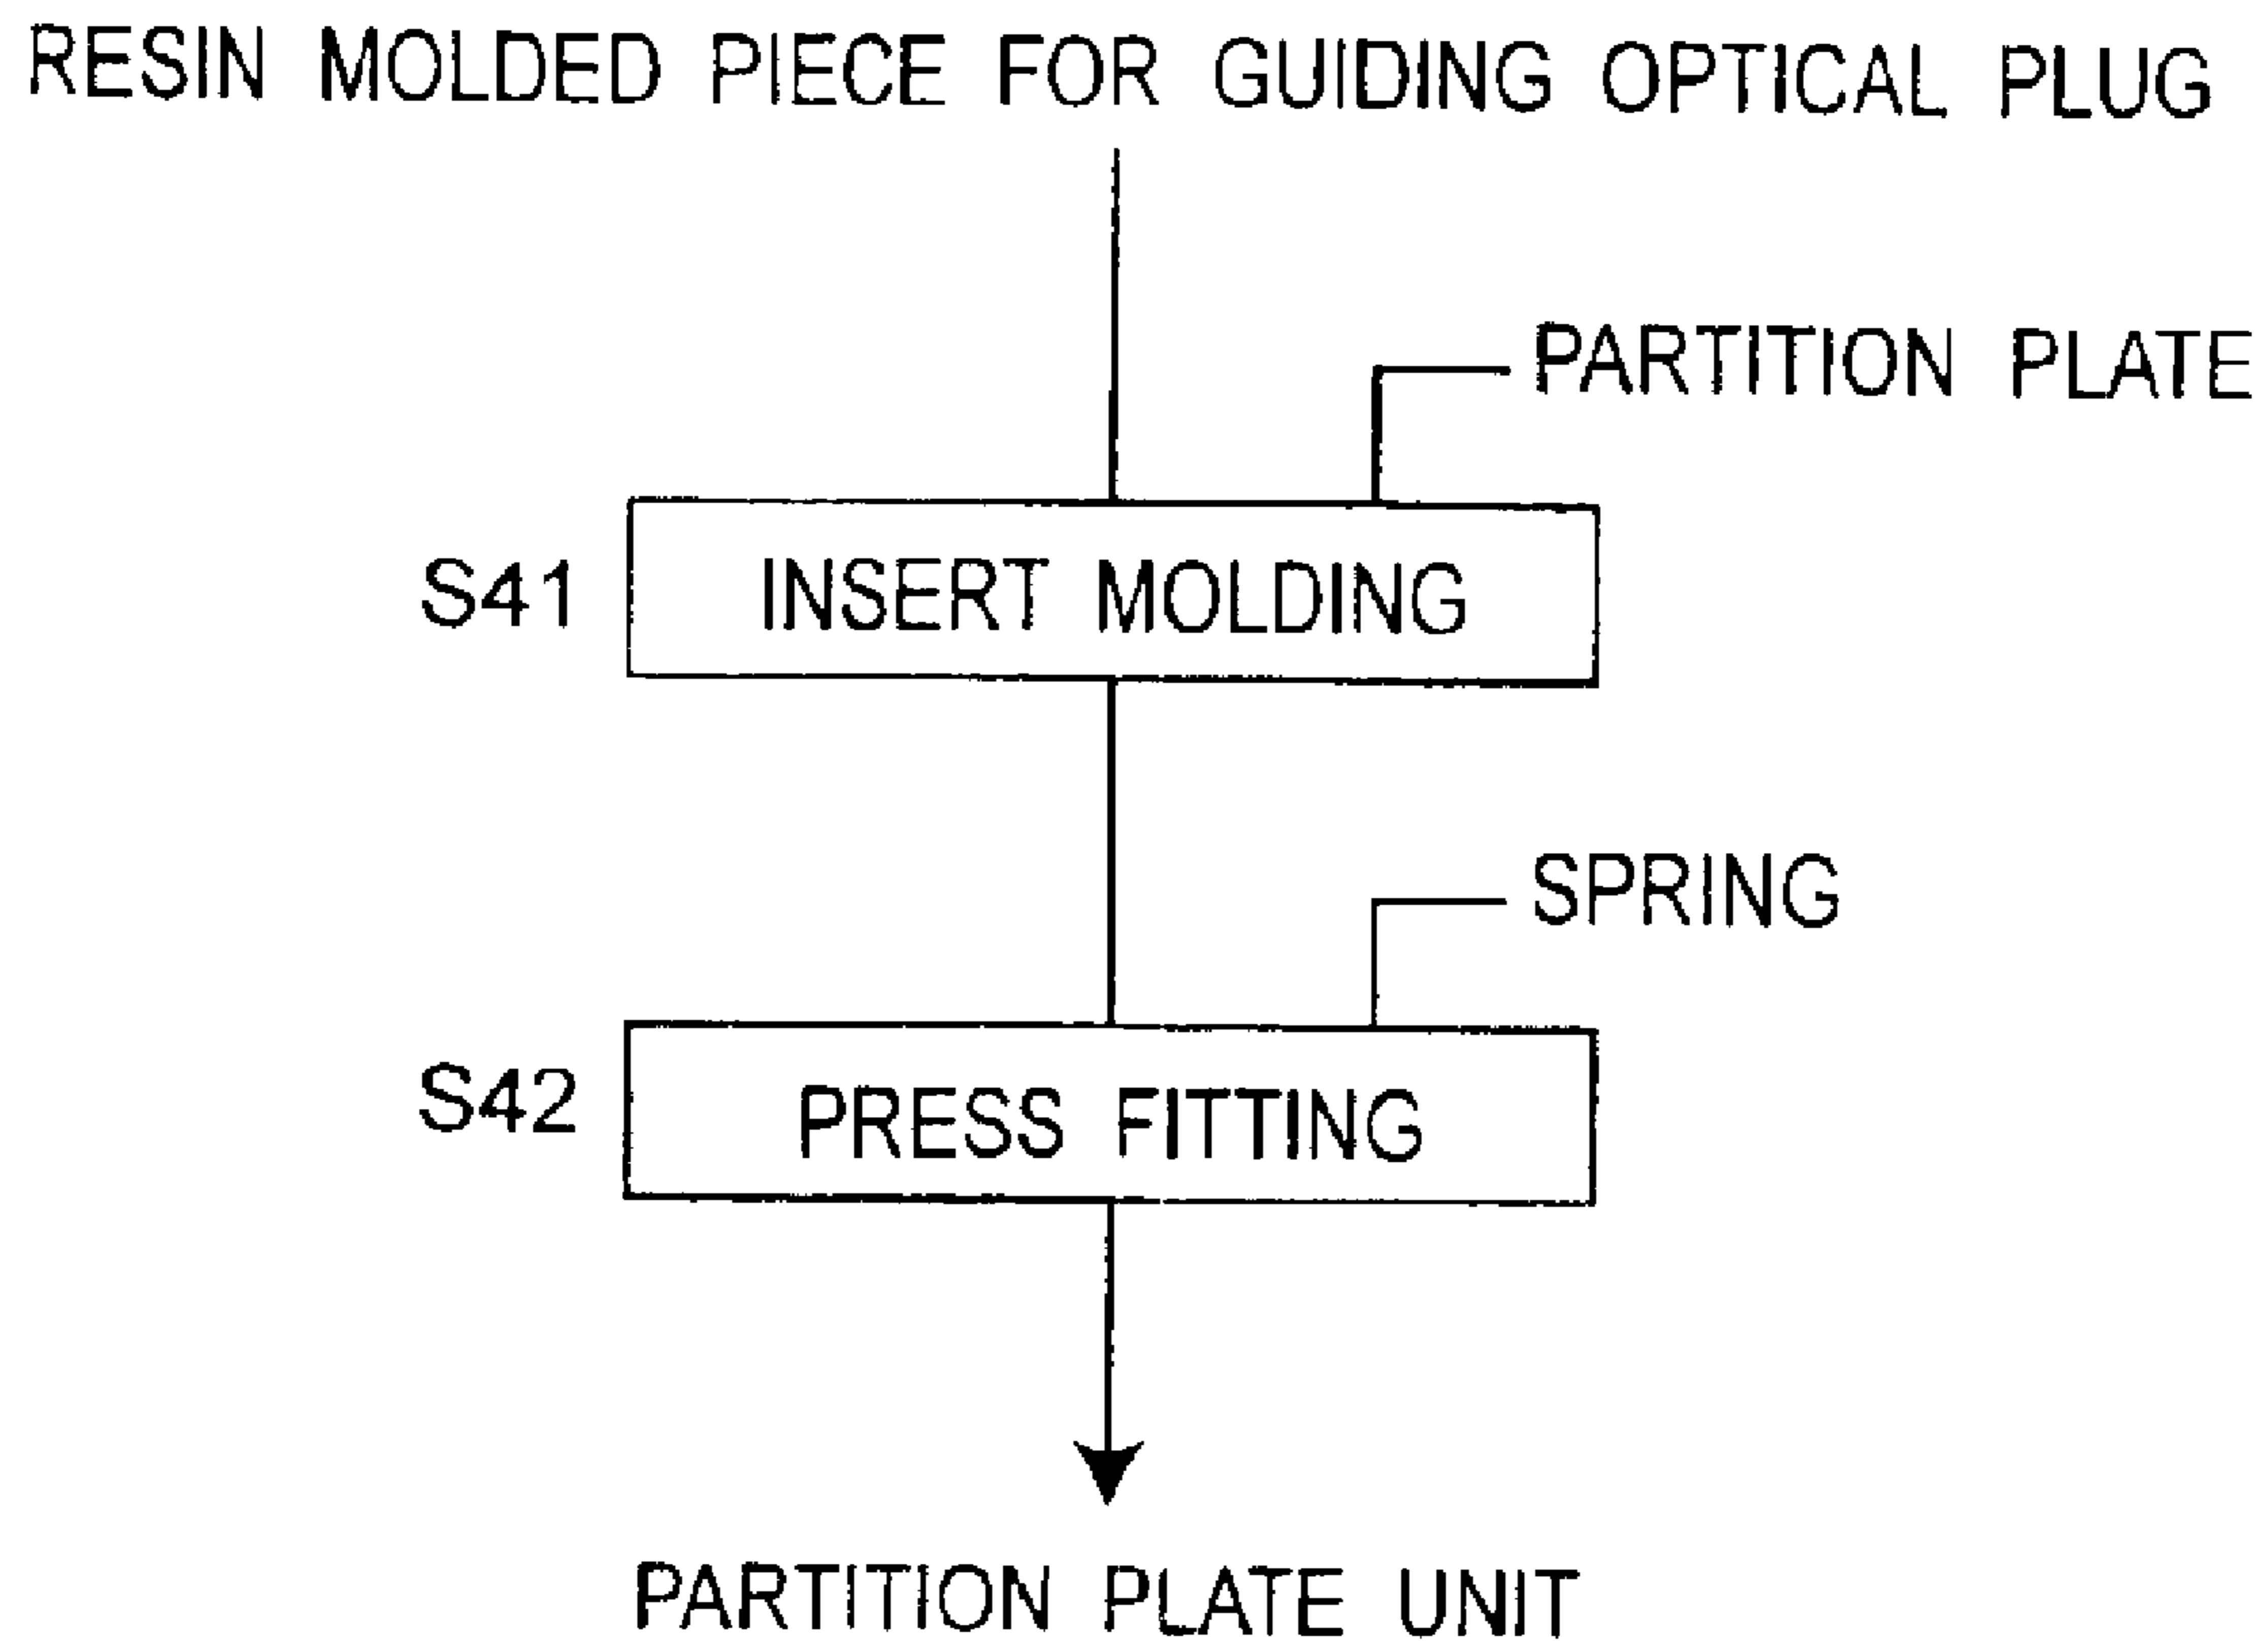 RESIN MOLDED PIECE FOR GUIDING OPTICAL PLUG
PARTITION PLATE
S41 INSERT MOLDING
SPRING
S42 PRESS FITTING
PARTITION PLATE UNIT